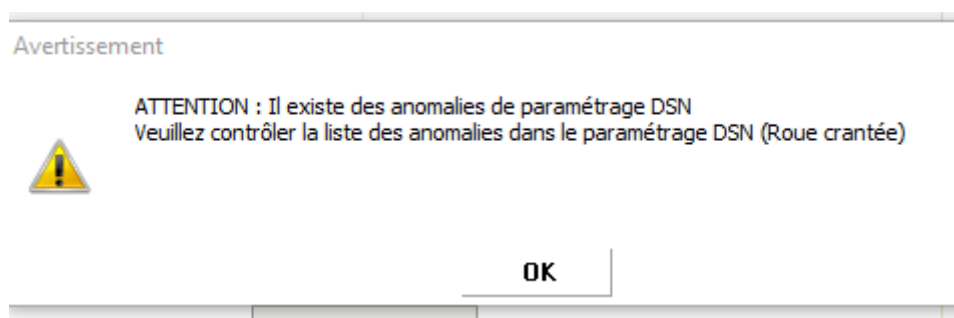 Avertissement
ATTENTION : Il existe des anomalies de paramétrage DSN
Veuillez contrôler la liste des anomalies dans le paramétrage DSN (Roue crantée)
OK